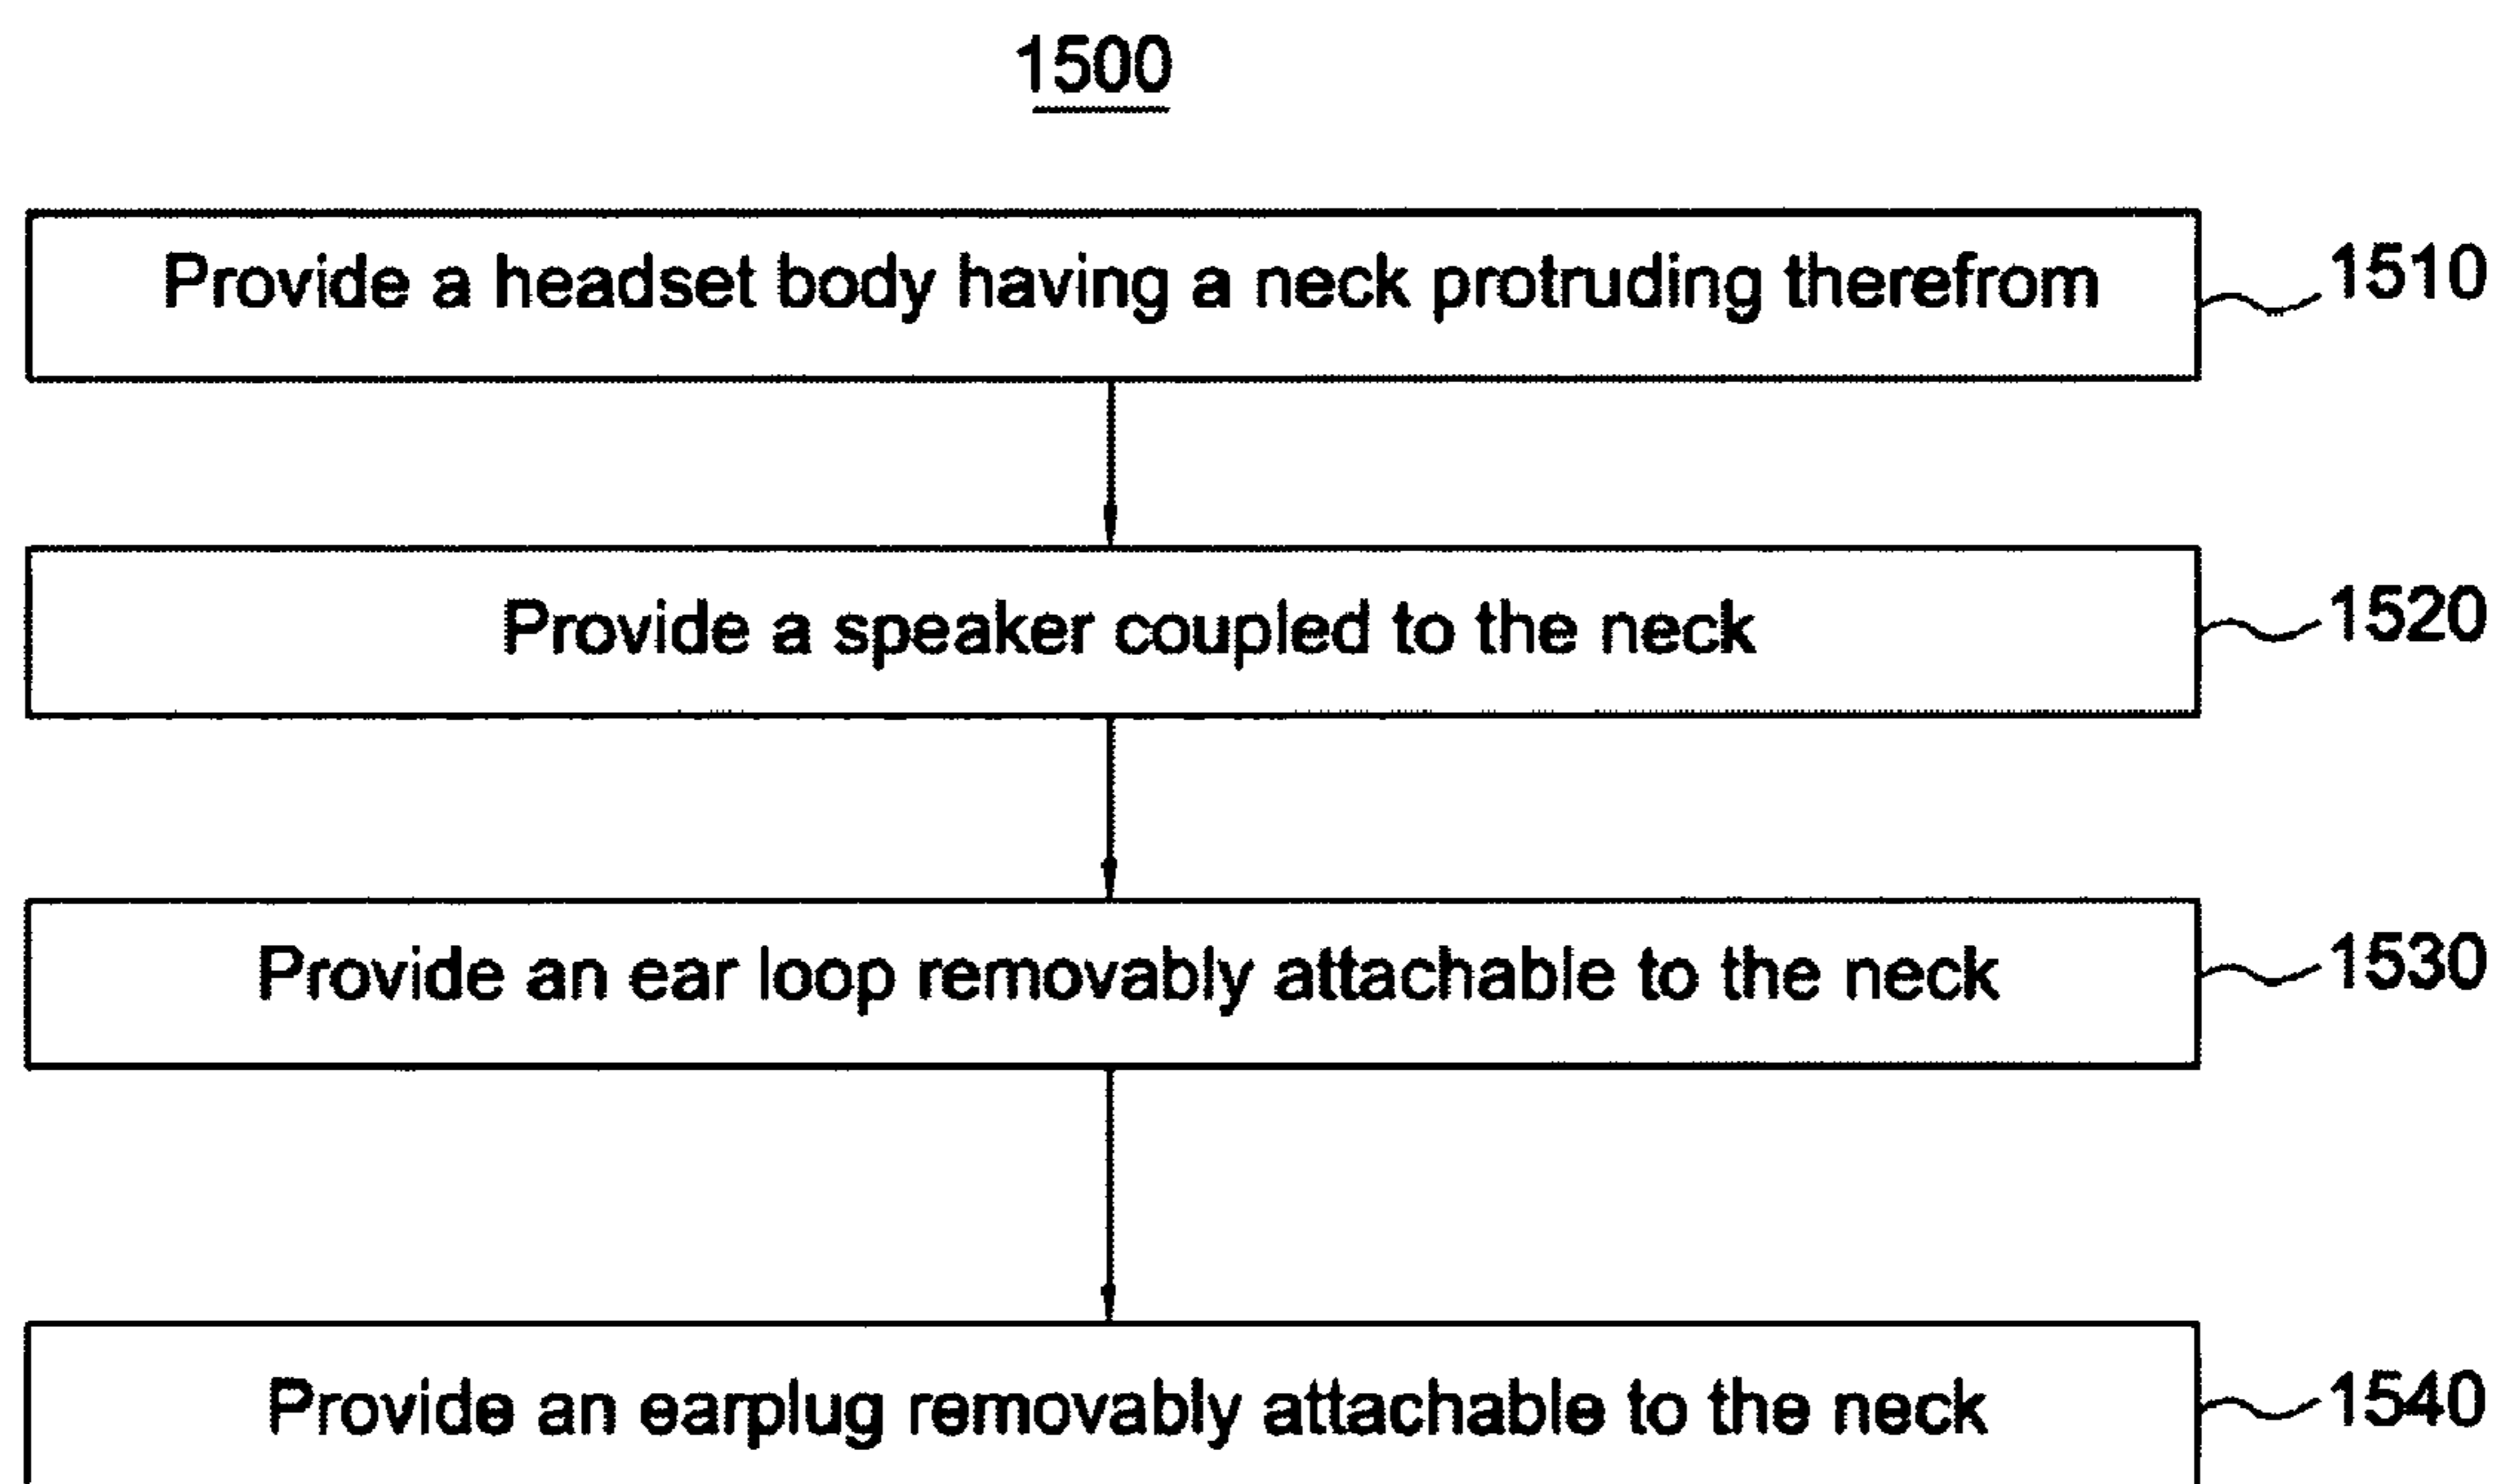 1500
Provide a headset body having a neck protruding therefrom
1510
Provide a speaker coupled to the neck
1520
Provide an ear loop removably attachable to the neck
1530
Provide an earplug removably attachable to the neck
1540